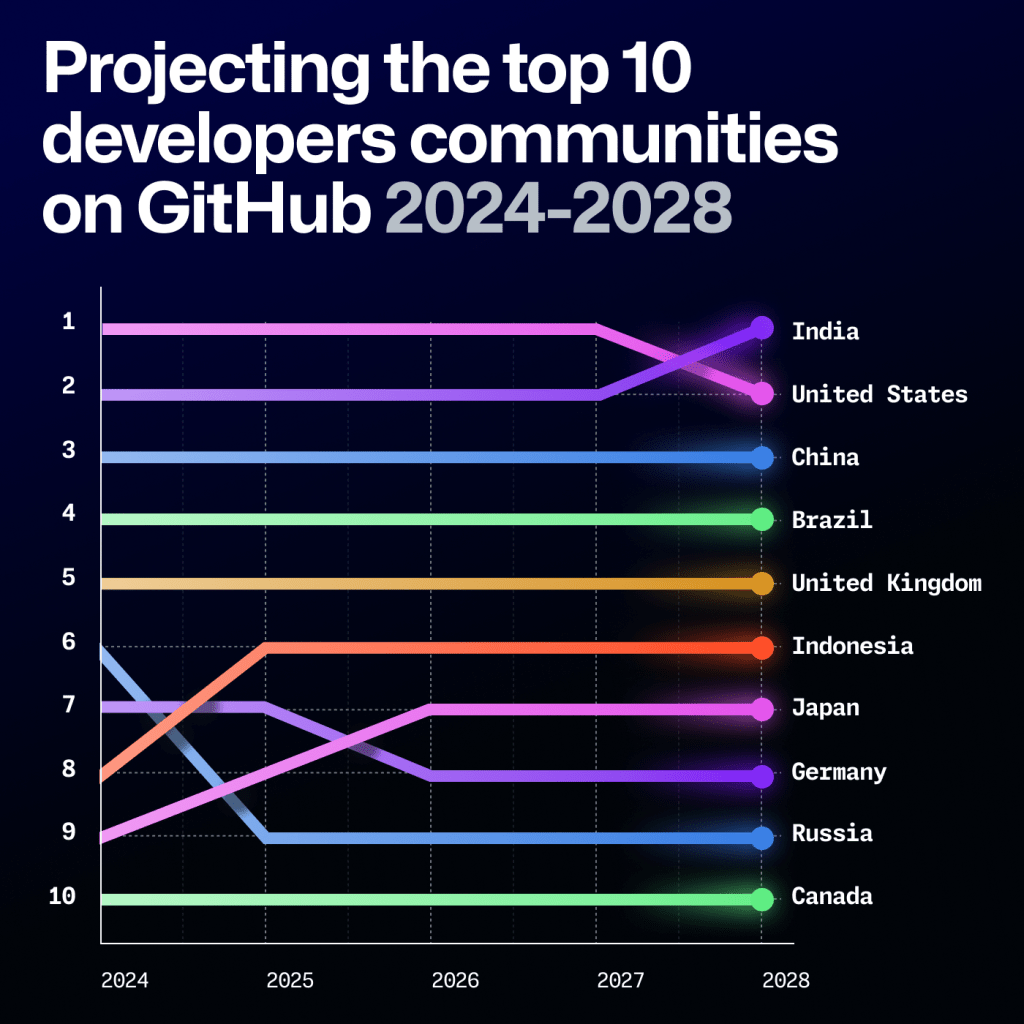 Projecting the top 10
developers communities
on GitHub 2024-2028
1
India
2
United States
3
China
4
Brazil
5
United Kingdom
6
Indonesia
7
Japan
8
Germany
9
Russia
10
Canada
2024
2025
2026
2027
2028